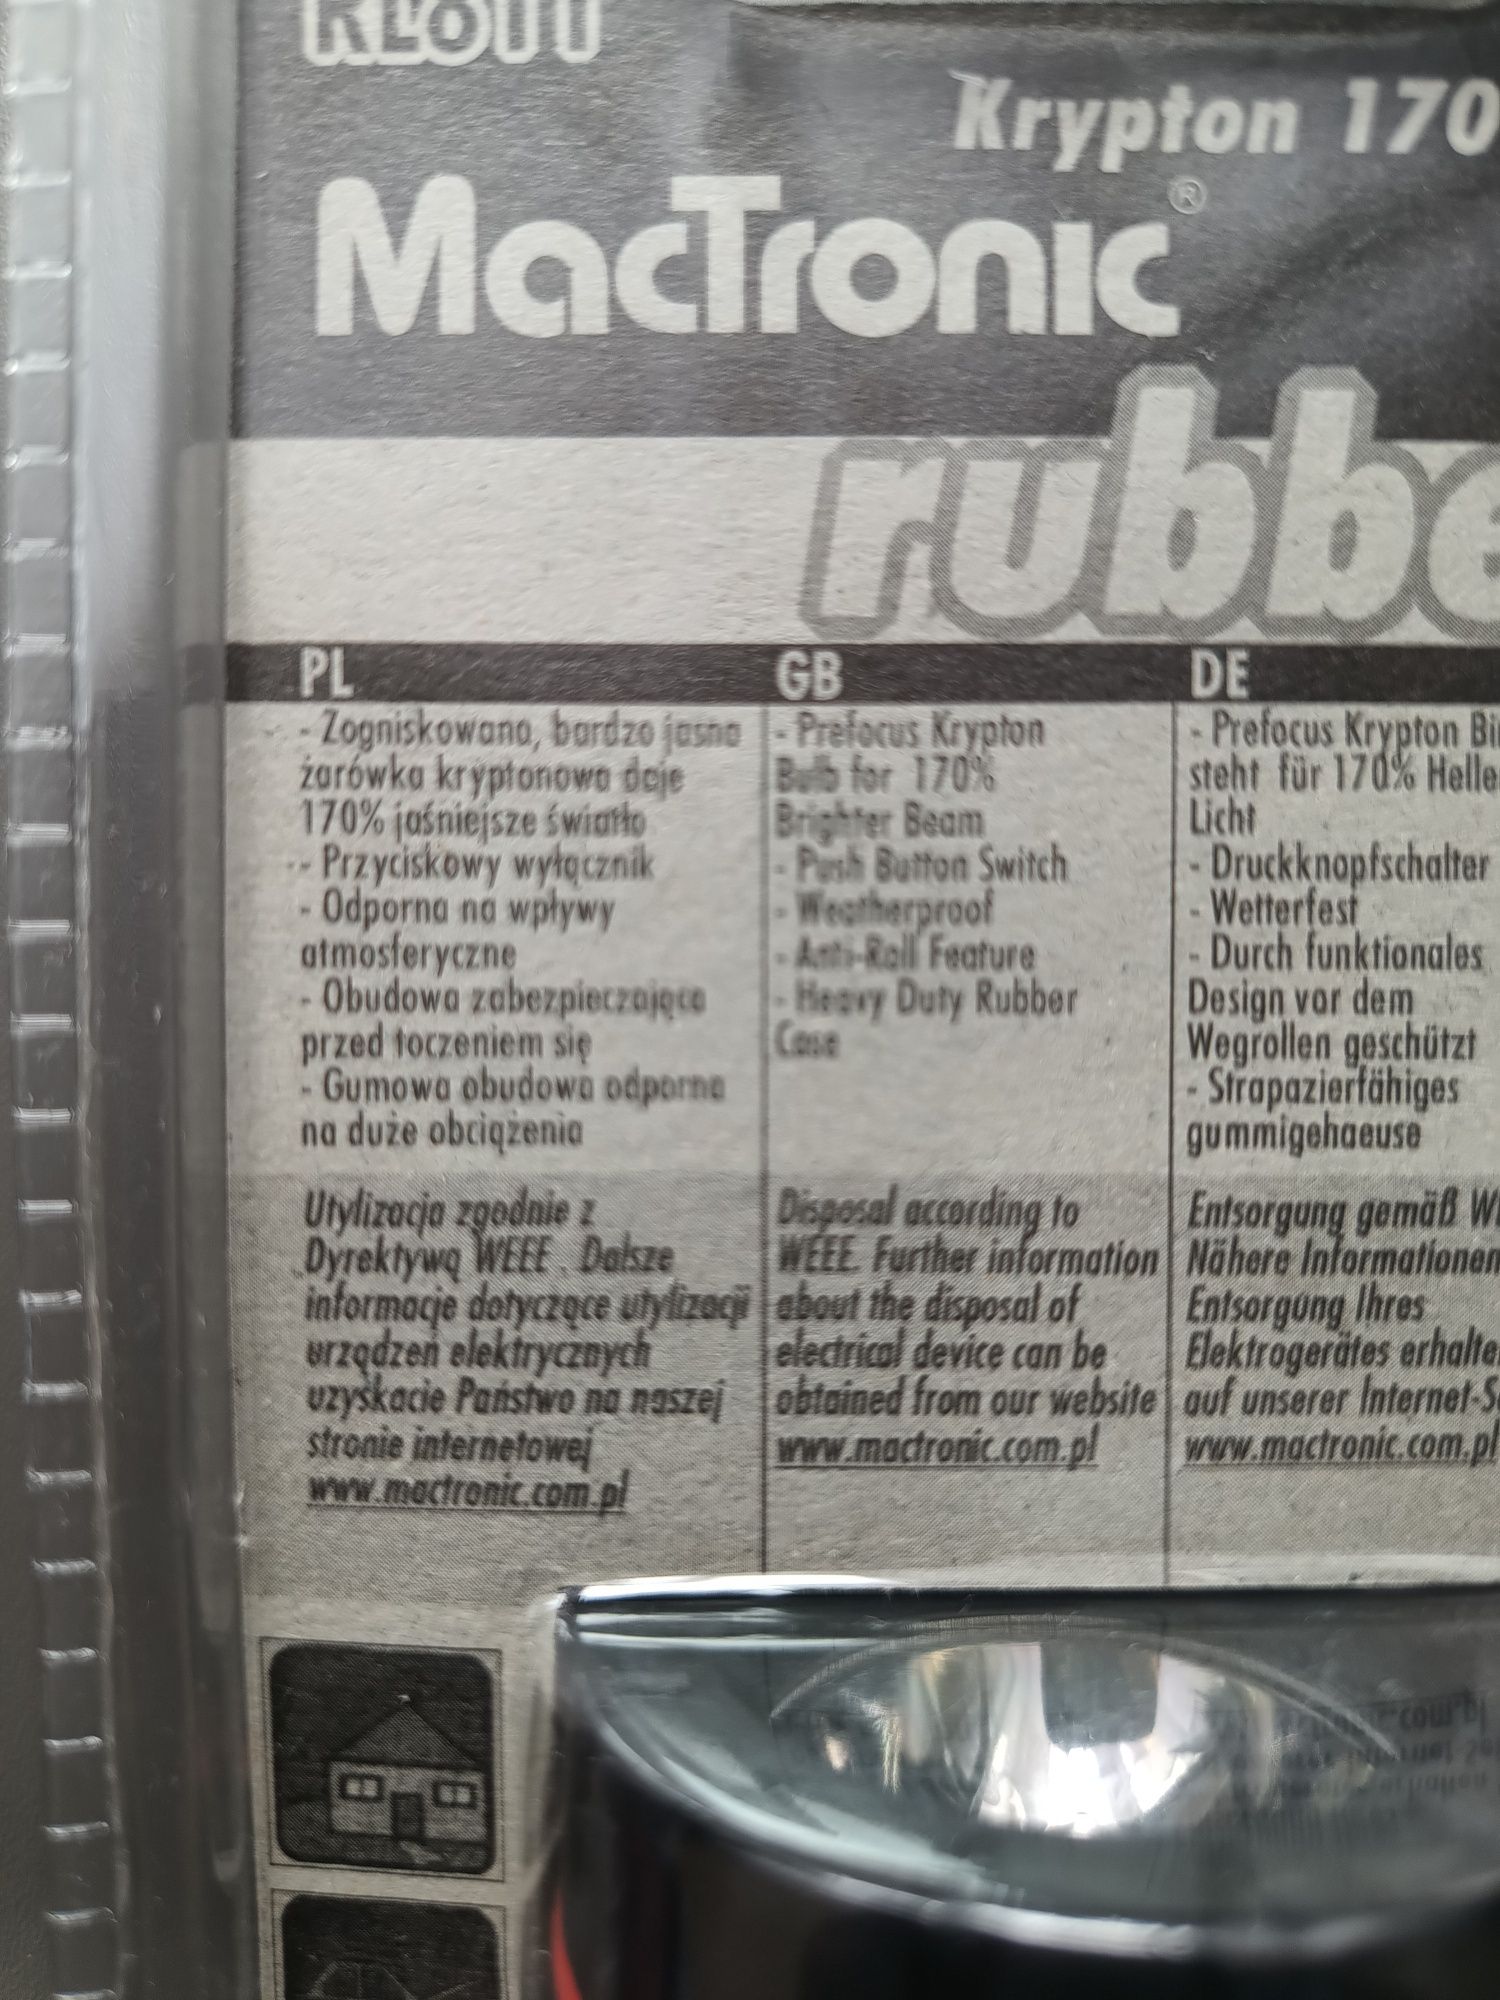 Krypton 170
MacTronic®
rubbe
PL
- Zogniskowana, bardzo jasna
żarówka kryptonowa daje
170% jaśniejsze światło
- Przyciskowy wyłącznik
- Odporna na wpływy
atmosferyczne
- Obudowa zabezpieczająca
przed toczeniem się
- Gumowa obudowa odporna
na duże obciążenia
Utylizacja zgodnie z
Dyrektywą WEEE . Dalsze
informacje dotyczące utylizacji
urządzeń elektrycznych
uzyskacie Państwo na naszej
stronie internetowej
www.mactronic.com.pl
GB
- Prefocus Krypton
Bulb for 170%
Brighter Beam
- Push Button Switch
- Weatherproof
- Anti-Roll Feature
- Heavy Duty Rubber
Case
Disposal according to
WEEE. Further information
about the disposal of
electrical device can be
obtained from our website
www.mactronic.com.pl
DE
- Prefocus Krypton Bi
steht für 170% Helle
Licht
- Druckknopfschalter
- Wetterfest
- Durch funktionales
Design vor dem
Wegrollen geschützt
- Strapazierfähiges
gummigehaeuse
Entsorgung gemäß W
Nähere Informationen
Entsorgung Ihres
Elektrogerätes erhalte
auf unserer Internet-S
www.mactronic.com.pl